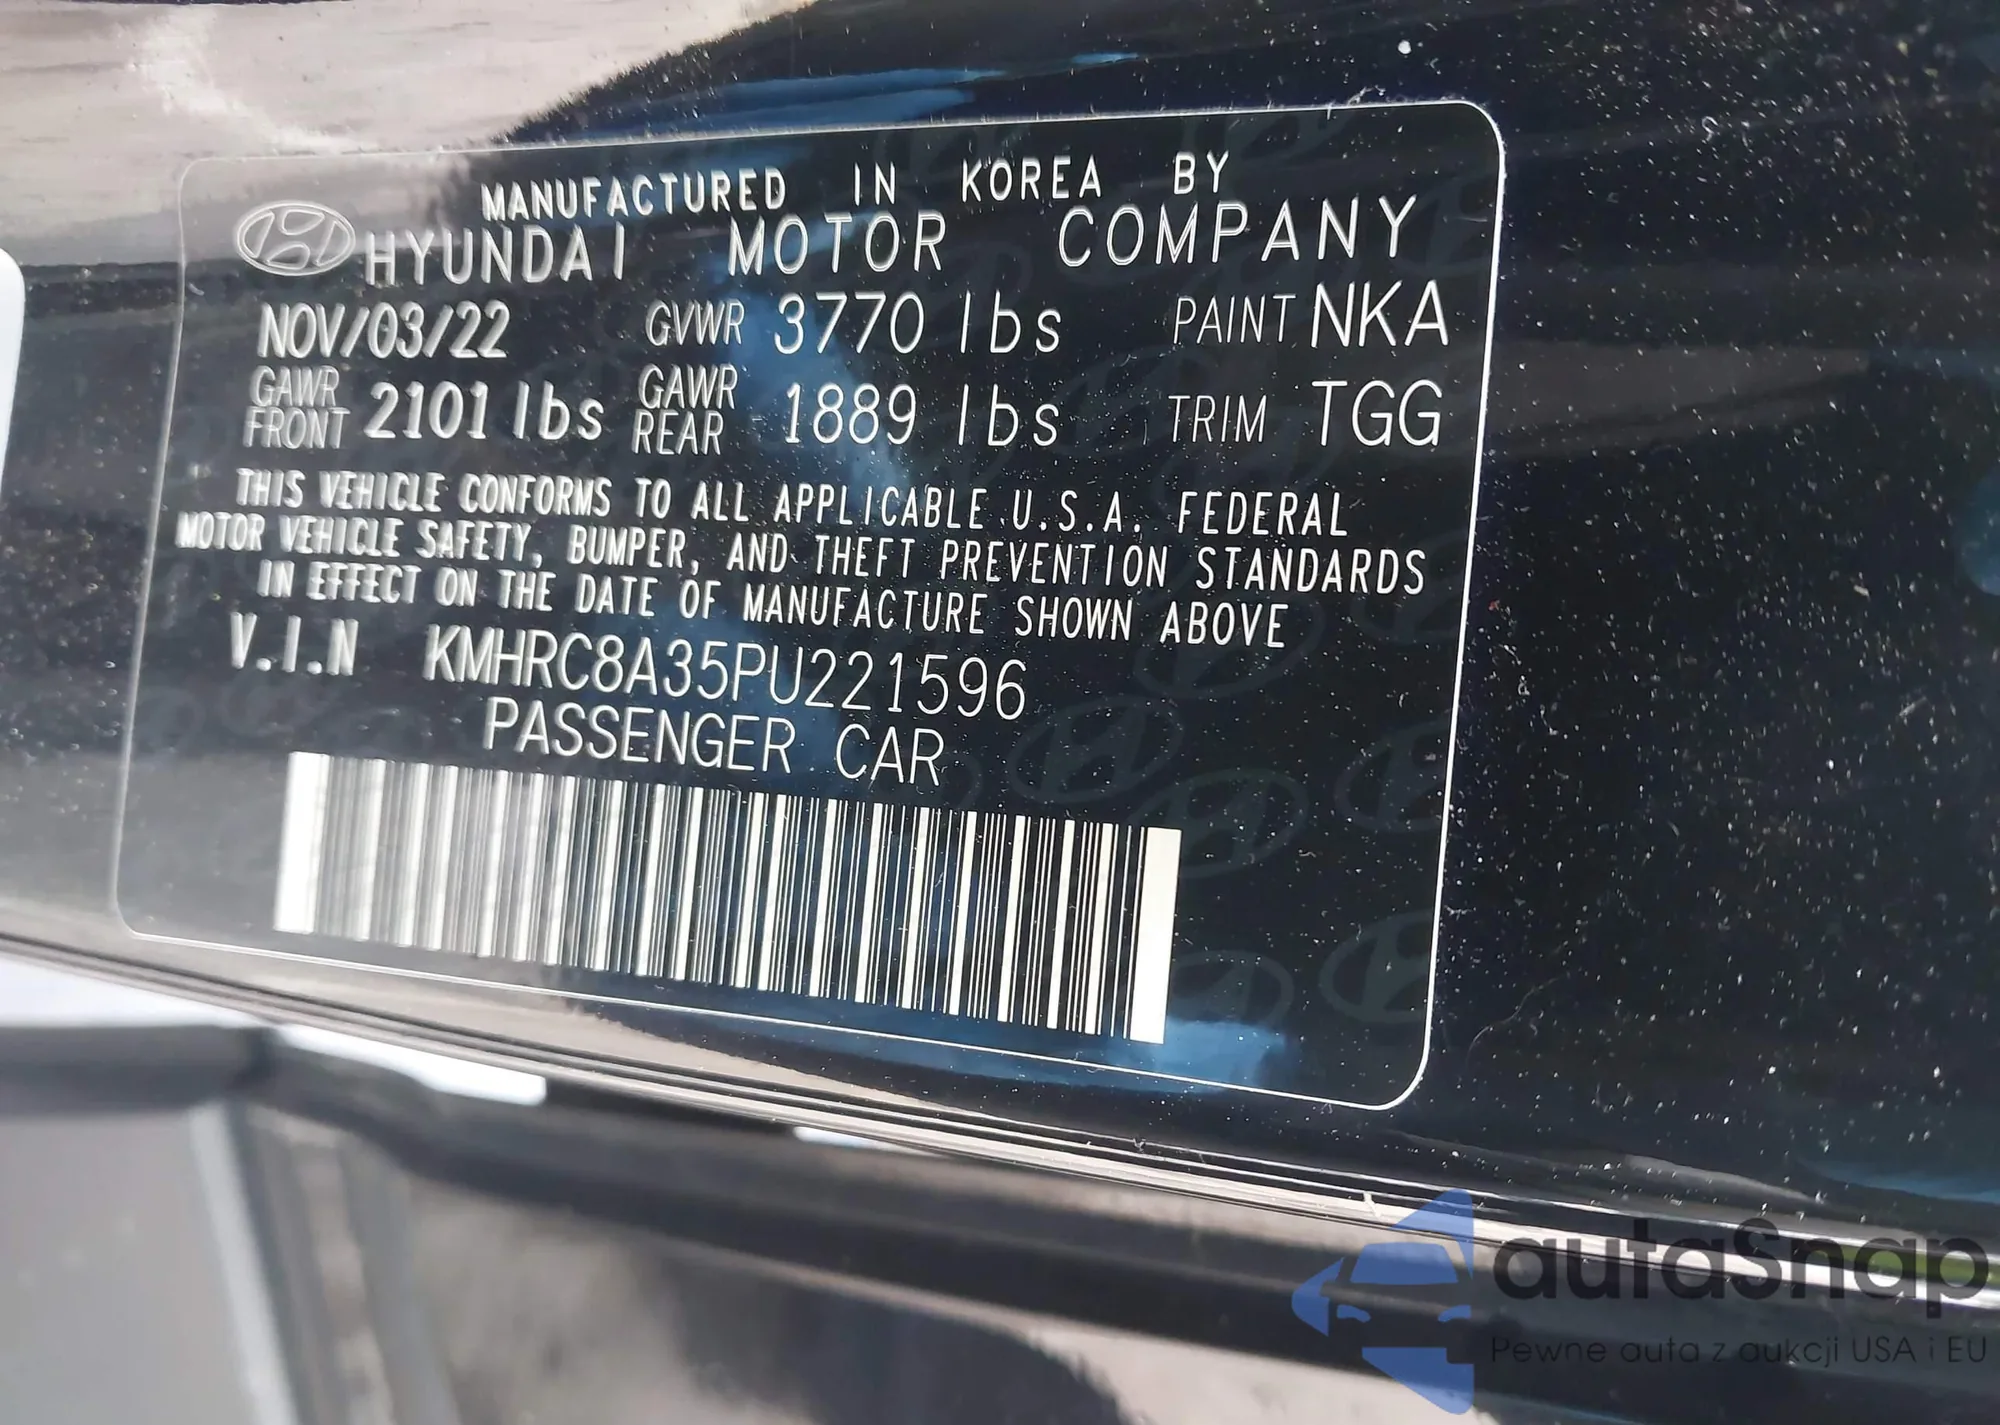 MANUFACTURED IN KOREA BY
HYUNDAI MOTOR COMPANY
NOV/03/22 GVWR 3770 lbs PAINT NKA
GAWR FRONT 2101 lbs GAWR REAR 1889 lbs TRIM TGG
THIS VEHICLE CONFORMS TO ALL APPLICABLE U.S.A. FEDERAL
MOTOR VEHICLE SAFETY, BUMPER, AND THEFT PREVENTION STANDARDS
IN EFFECT ON THE DATE OF MANUFACTURE SHOWN ABOVE
V.I.N KMHRC8A35PU221596
PASSENGER CAR
autaSnap
Pewne auta z aukcji USA i EU